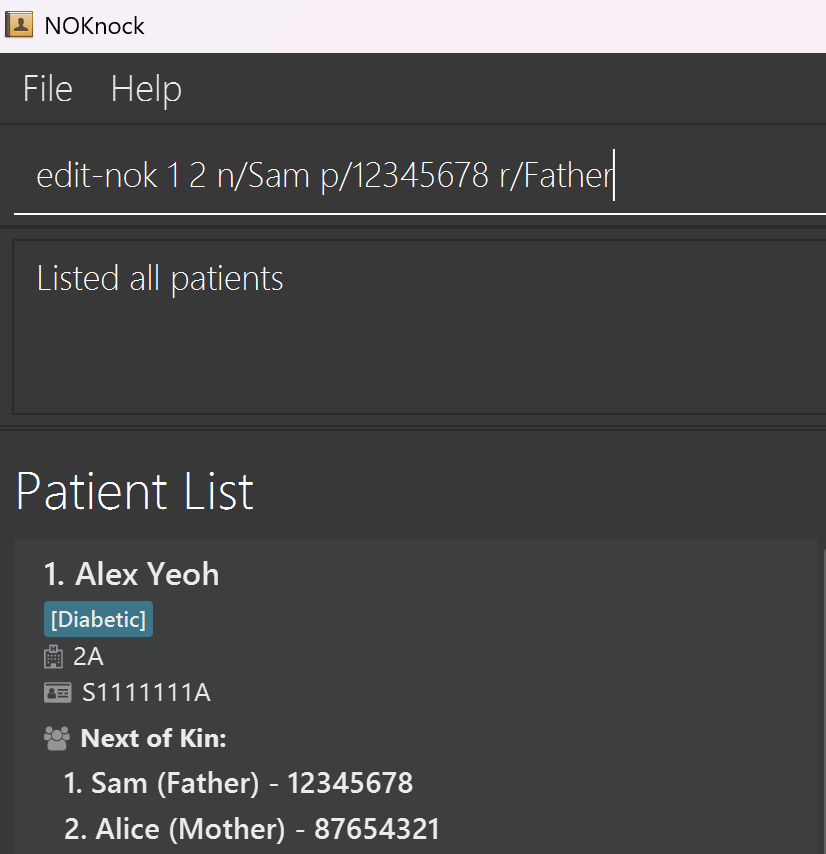 NOKnock
File Help
edit-nok 1 2 n/Sam p/12345678 r/Father
Listed all patients
Patient List
1. Alex Yeoh
[Diabetic]
2A
S1111111A
Next of Kin:
1. Sam (Father) - 12345678
2. Alice (Mother) - 87654321